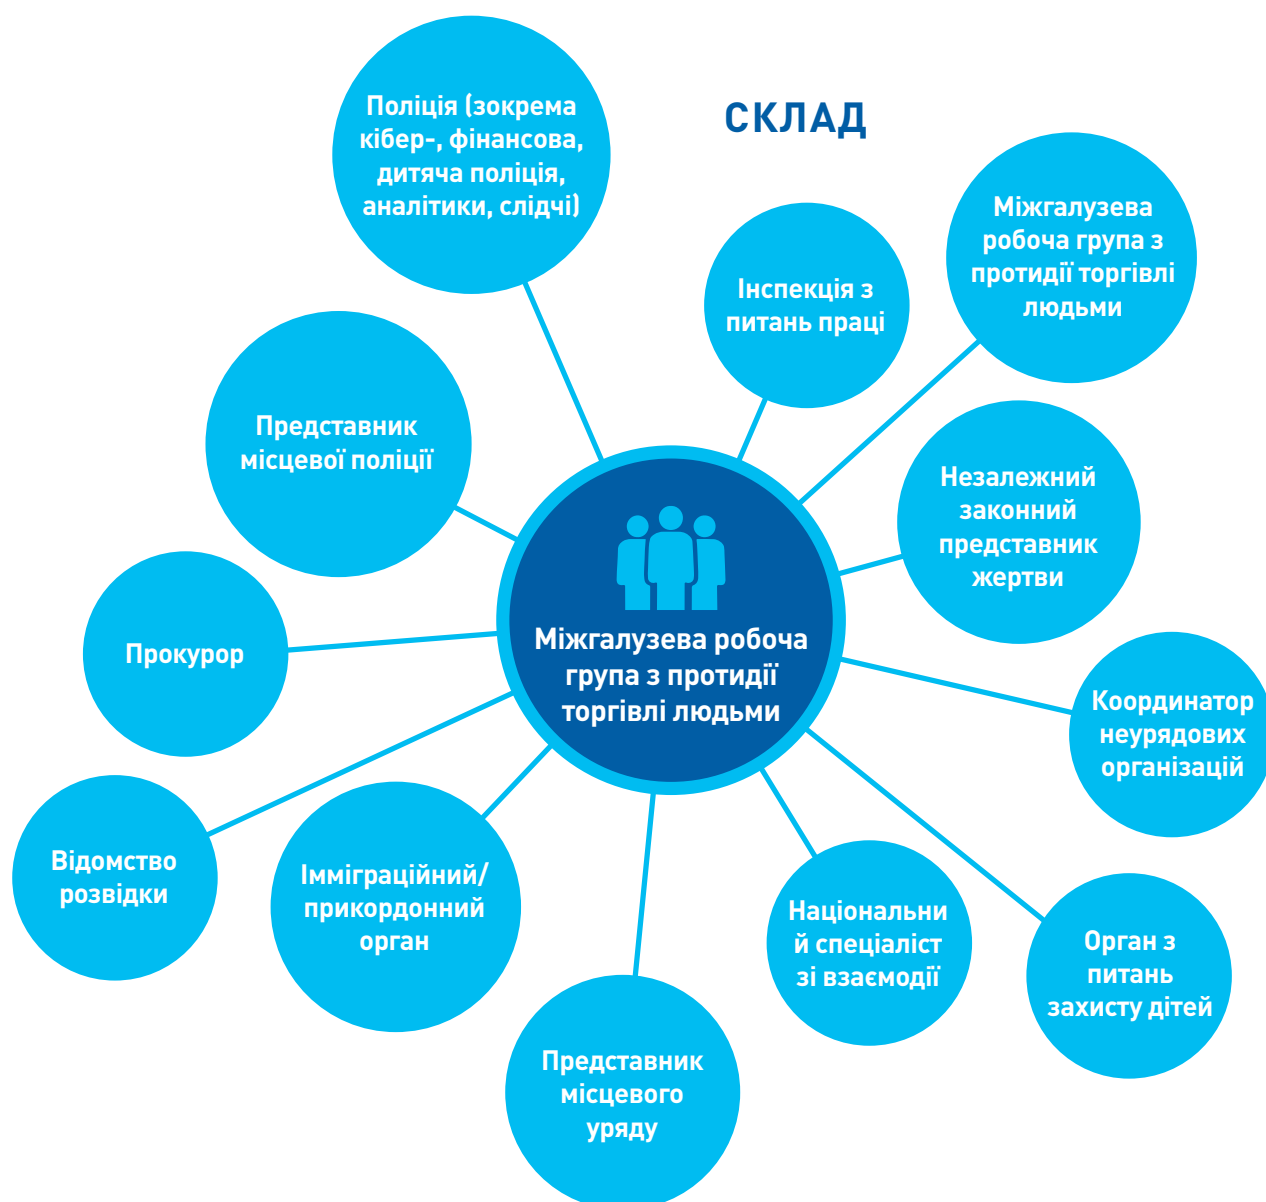 СКЛАД
Поліція (зокрема
кібер-, фінансова,
дитяча поліція,
аналітики, слідчі)
Інспекція з
питань праці
Міжгалузева
робоча група з
протидії торгівлі
людьми
Представник
місцевої поліції
Незалежний
законний
представник
жертви
Прокурор
Міжгалузева робоча
група з протидії
торгівлі людьми
Координатор
неурядових
організацій
Відомство
розвідки
Імміграційний/
прикордонний
орган
Національни
й спеціаліст
зі взаємодії
Орган з
питань
захисту дітей
Представник
місцевого
уряду